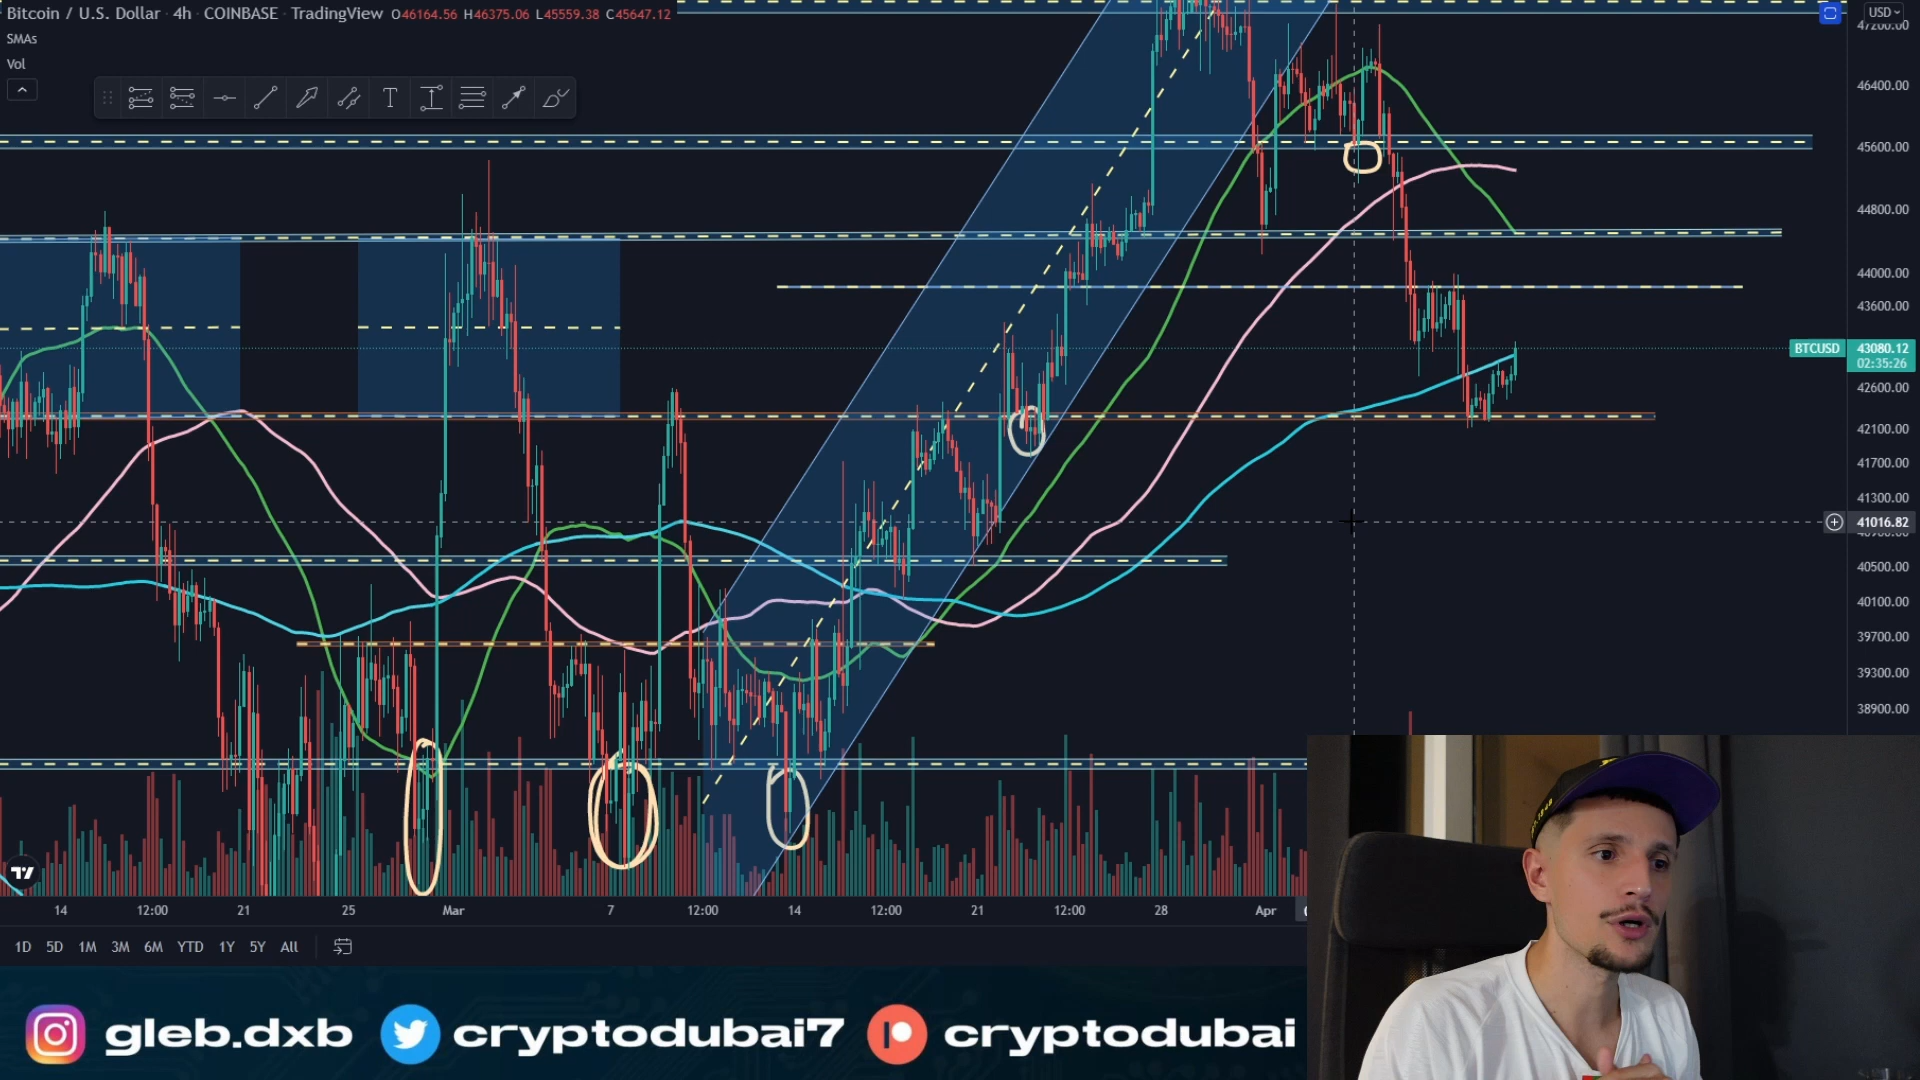 Bitcoin / U.S. Dollar · 4h · COINBASE · TradingView O46164.56 H46375.06 L45559.38 C45647.12
USD
SMAs
Vol
T
47200.00
46400.00
45600.00
44800.00
44000.00
43600.00
BTCUSD 43080.12
02:35:26
42600.00
42100.00
41700.00
41300.00
41016.82
40900.00
40500.00
40100.00
39700.00
39300.00
38900.00
14 12:00 21 25 Mar 7 12:00 14 12:00 21 12:00 28 Apr
1D 5D 1M 3M 6M YTD 1Y 5Y All
gleb.dxb cryptodubai7 cryptodubai